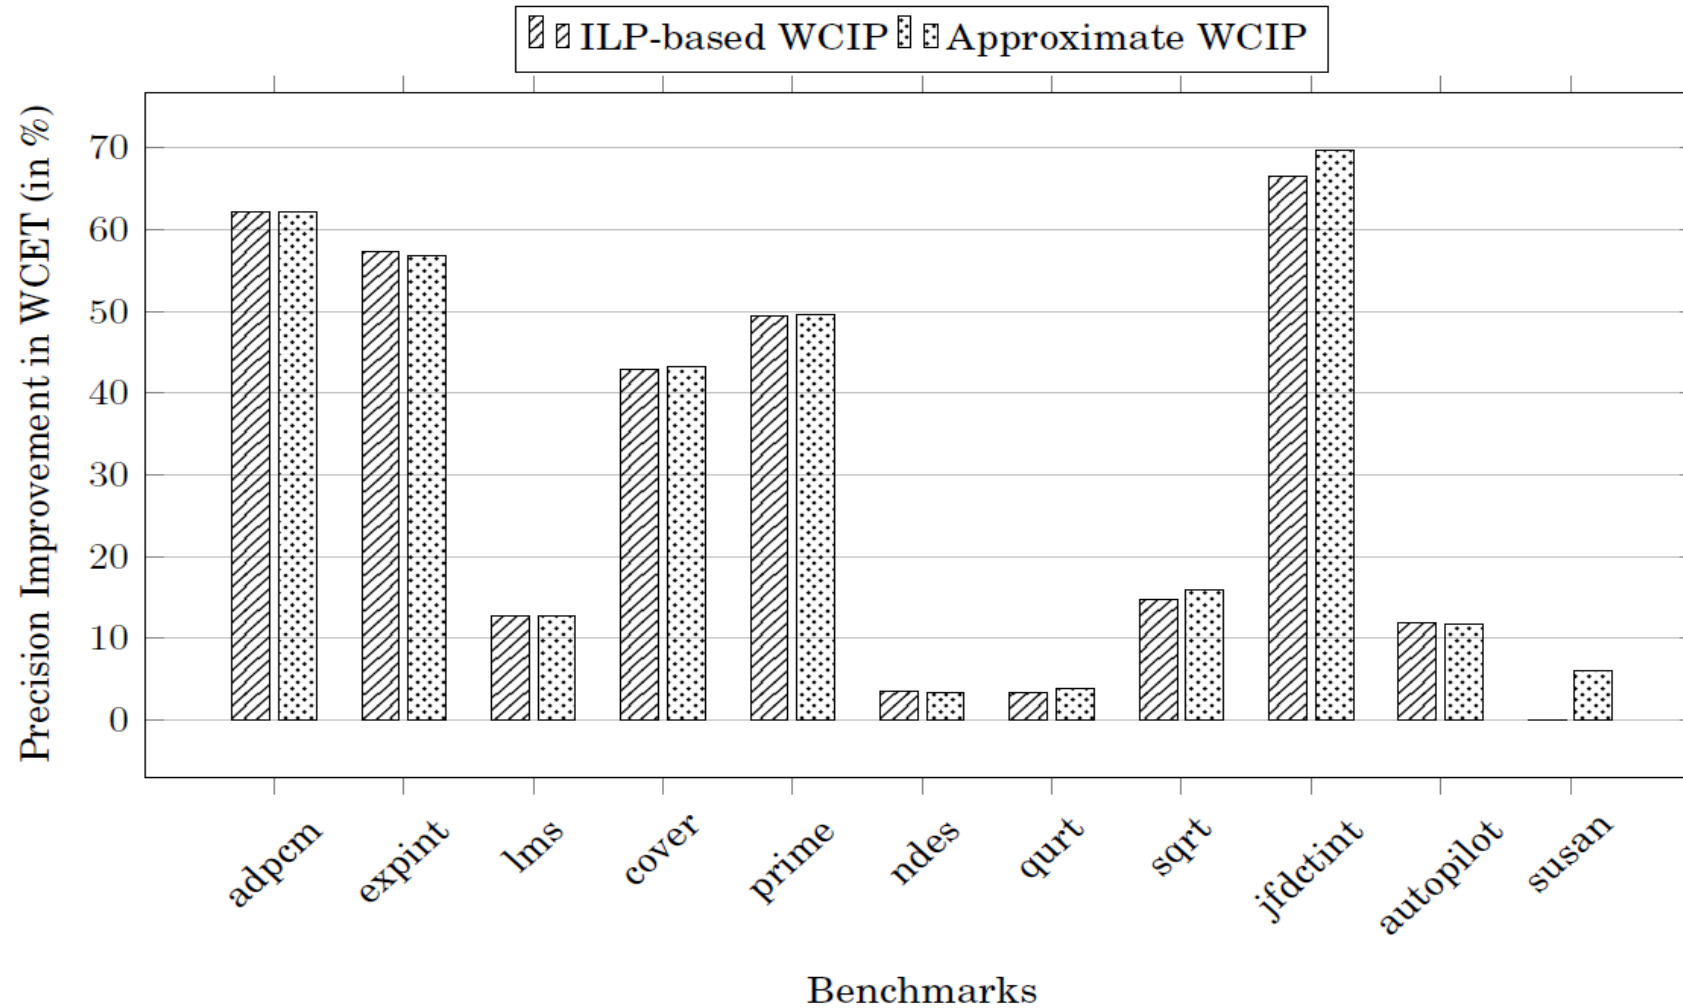 ILP-based WCIP Approximate WCIP
Precision Improvement in WCET (in %)
70
60
50
40
30
20
10
0
adpcm
expint
lms
cover
prime
ndes
qurt
sqrt
jfdctint
autopilot
susan
Benchmarks